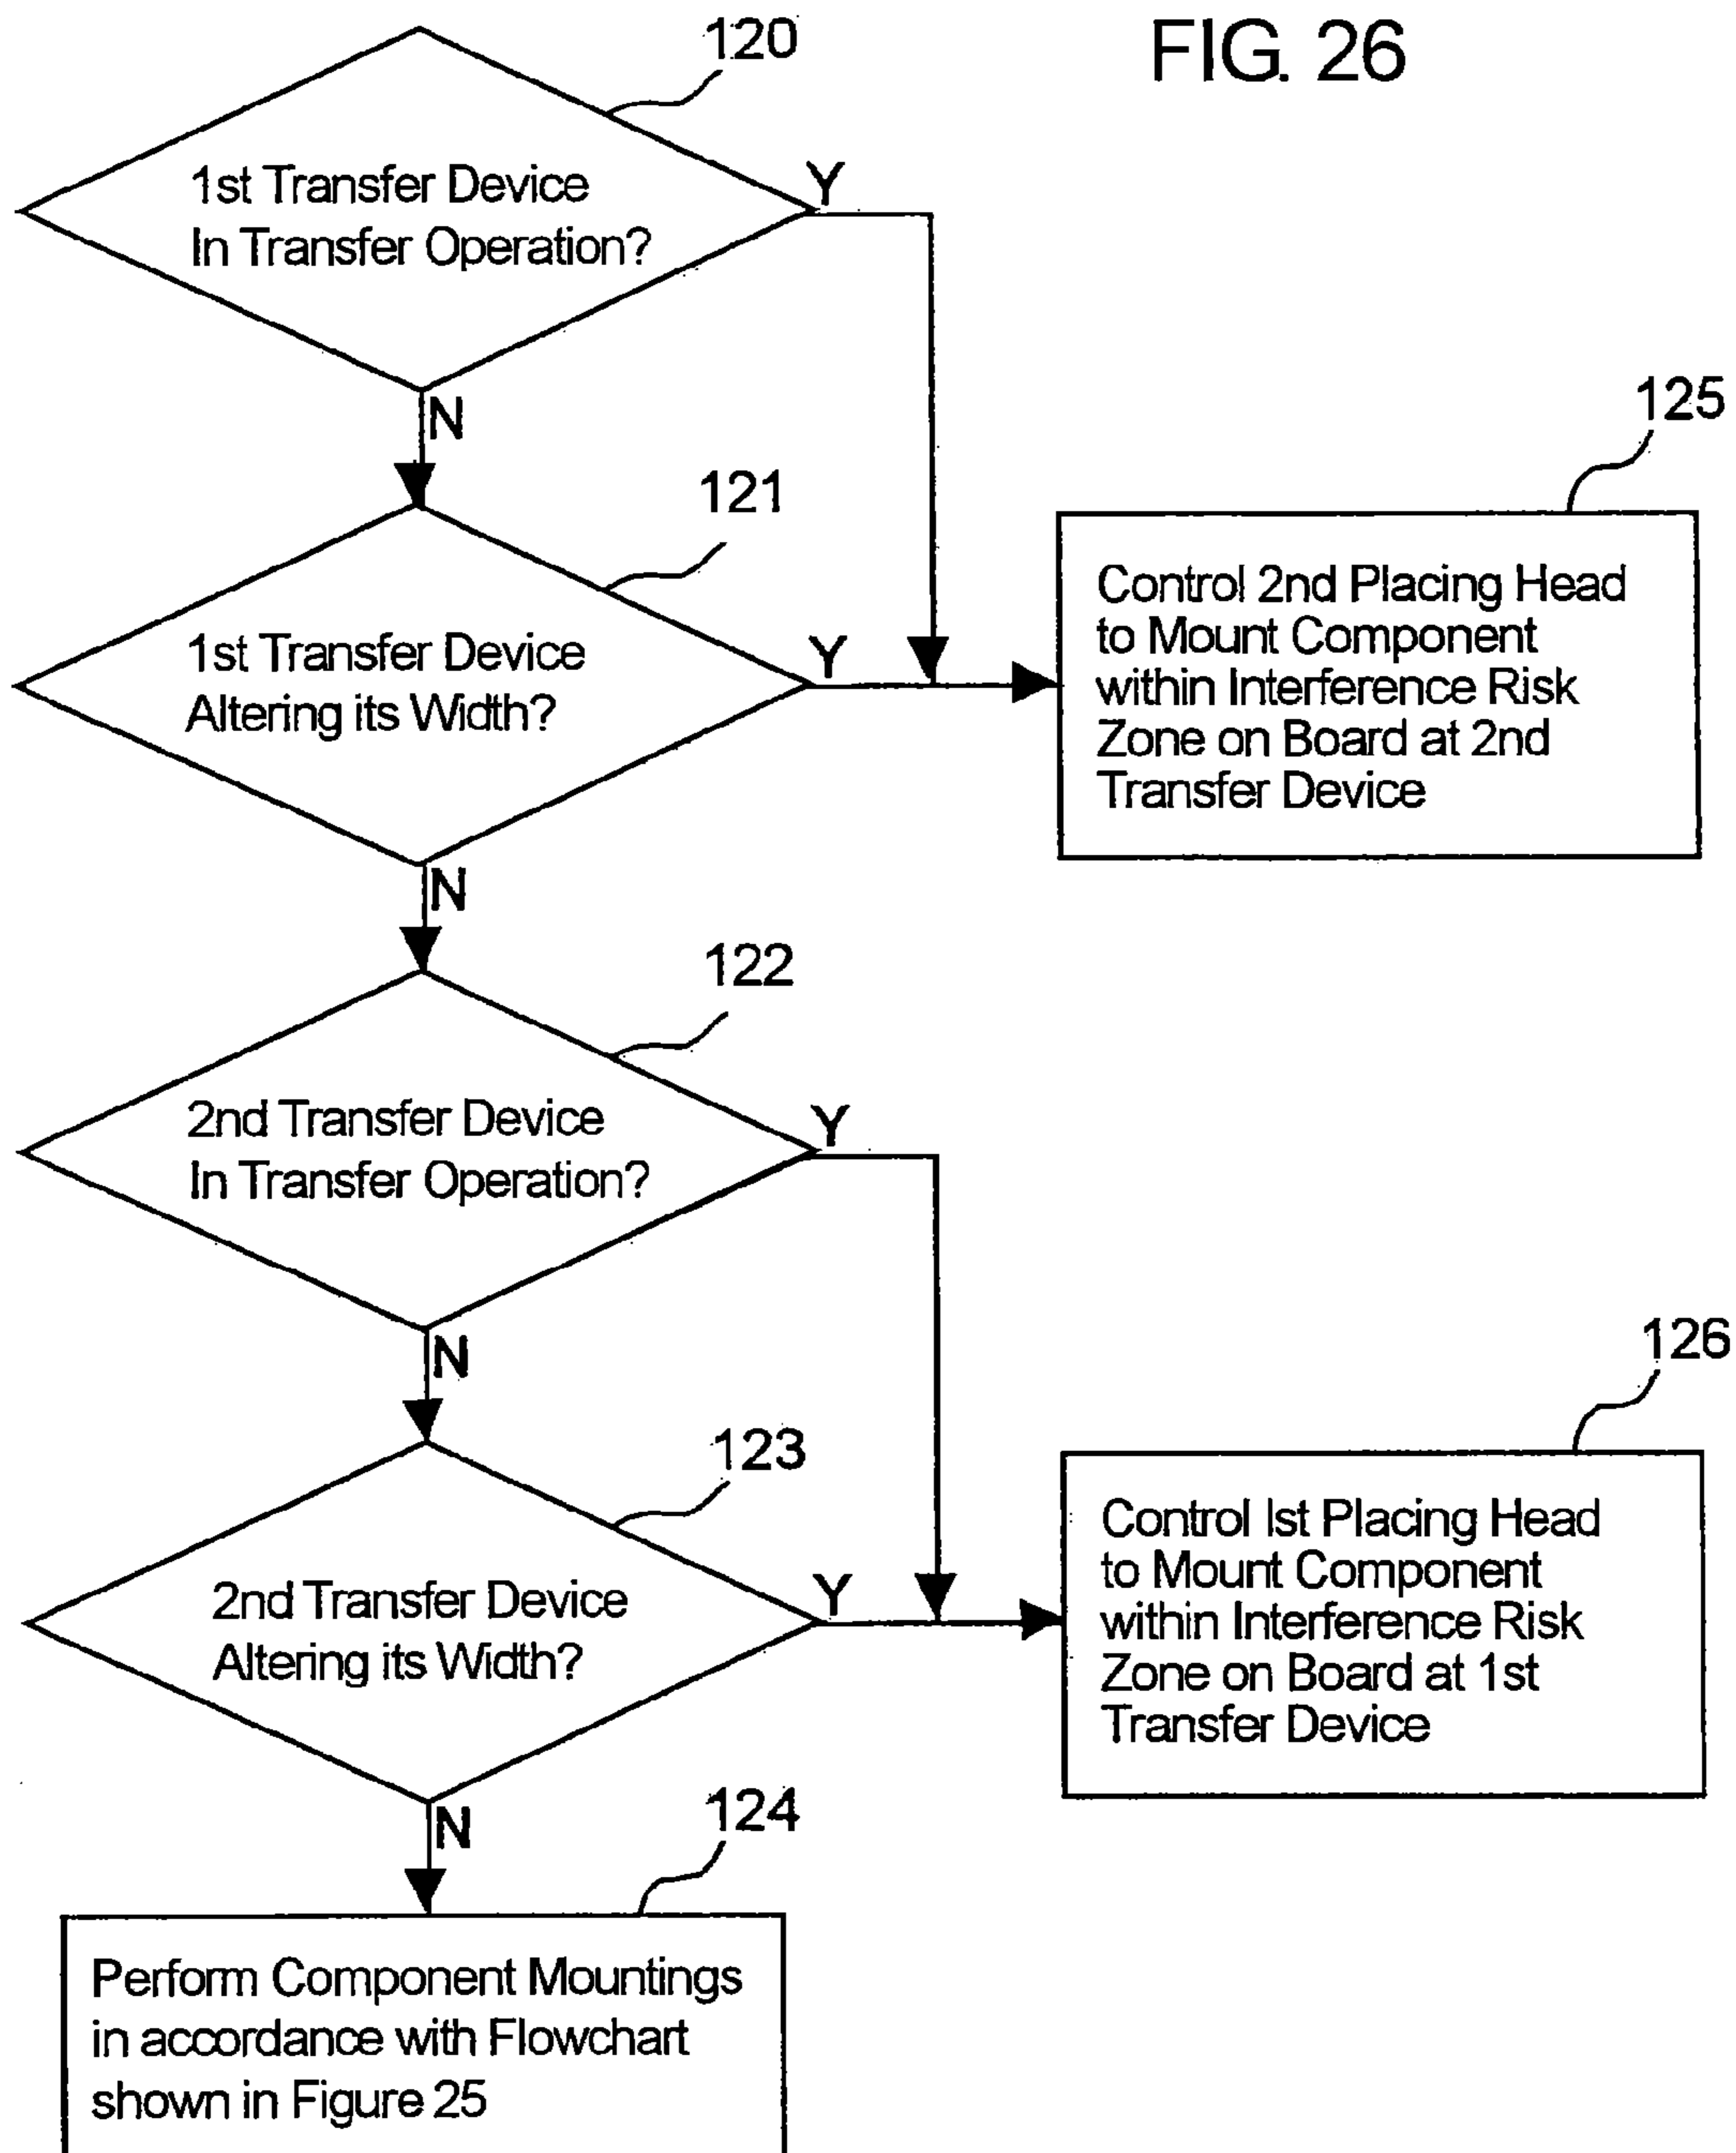 FIG. 26
120
1st Transfer Device
In Transfer Operation?
Y
N
121
1st Transfer Device
Altering its Width?
Y
N
125
Control 2nd Placing Head
to Mount Component
within Interference Risk
Zone on Board at 2nd
Transfer Device
122
2nd Transfer Device
In Transfer Operation?
Y
N
123
2nd Transfer Device
Altering its Width?
Y
N
126
Control Ist Placing Head
to Mount Component
within Interference Risk
Zone on Board at 1st
Transfer Device
124
Perform Component Mountings
in accordance with Flowchart
shown in Figure 25